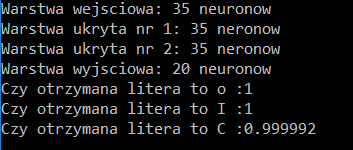 Warstwa wejsciowa: 35 neuronow
Warstwa ukryta nr 1: 35 neronow
Warstwa ukryta nr 2: 35 neronow
Warstwa wyjsciowa: 20 neuronow
Czy otrzymana litera to o :1
Czy otrzymana litera to I :1
Czy otrzymana litera to C :0.999992